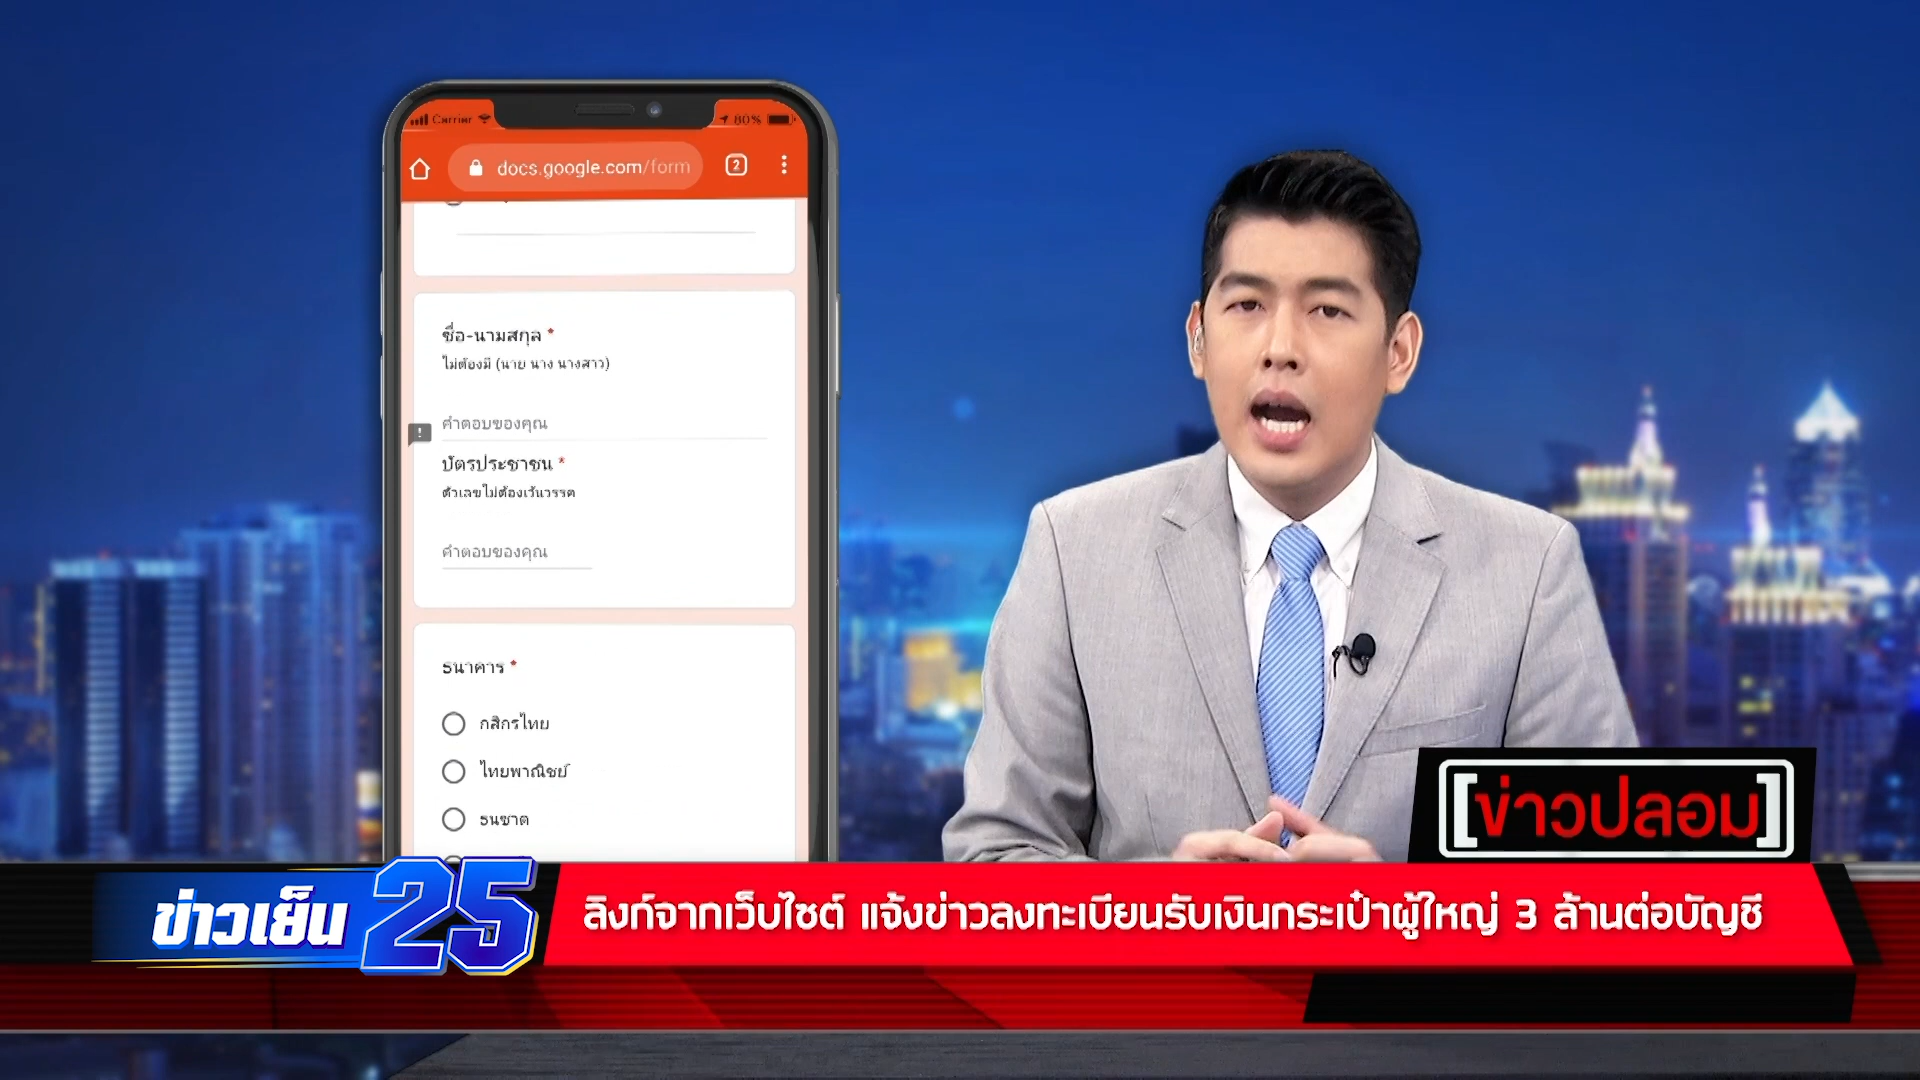 Carrier
80%
docs.google.com/form
2
ชื่อ-นามสกุล *
ไม่ต้องมี (นาย นาง นางสาว)
คำตอบของคุณ
!
บัตรประชาชน *
ตัวเลขไม่ต้องเว้นวรรค
คำตอบของคุณ
ธนาคาร *
กสิกรไทย
ไทยพาณิชย์
ธนชาต
[ข่าวปลอม]
ข่าวเย็น 25
ลิงก์จากเว็บไซต์ แจ้งข่าวลงทะเบียนรับเงินกระเป๋าผู้ใหญ่ 3 ล้านต่อบัญชี